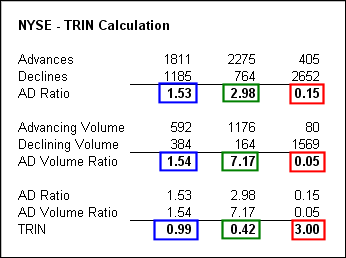 NYSE - TRIN Calculation
Advances 1811 2275 405
Declines 1185 764 2652
AD Ratio 1.53 2.98 0.15
Advancing Volume 592 1176 80
Declining Volume 384 164 1569
AD Volume Ratio 1.54 7.17 0.05
AD Ratio 1.53 2.98 0.15
AD Volume Ratio 1.54 7.17 0.05
TRIN 0.99 0.42 3.00